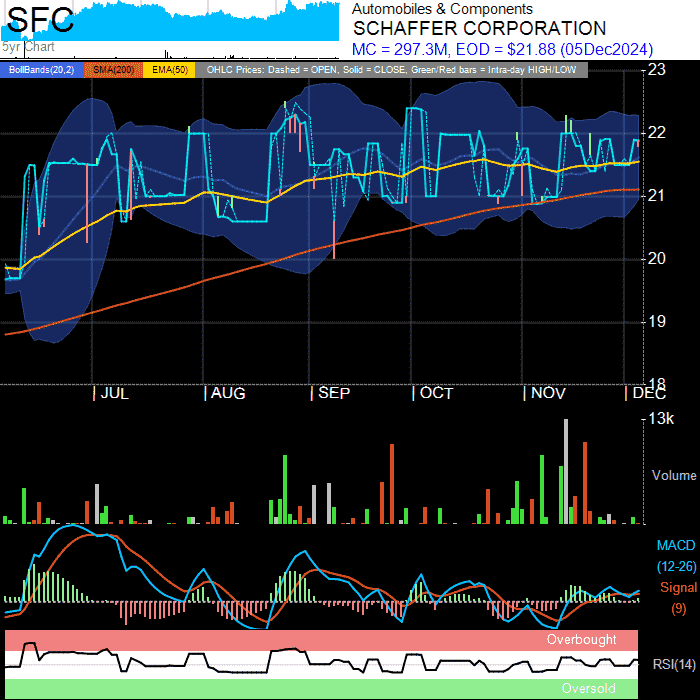 SFC
5yr Chart
Automobiles & Components
SCHAFFER CORPORATION
MC = 297.3M, EOD = $21.88 (05Dec2024)
BollBands(20,2) SMA(200) EMA(50) OHLC Prices: Dashed = OPEN, Solid = CLOSE, Green/Red bars = Intra-day HIGH/LOW
23
22
21
20
19
18
JUL AUG SEP OCT NOV DEC
13k
Volume
MACD
(12-26)
Signal
(9)
Overbought
RSI(14)
Oversold